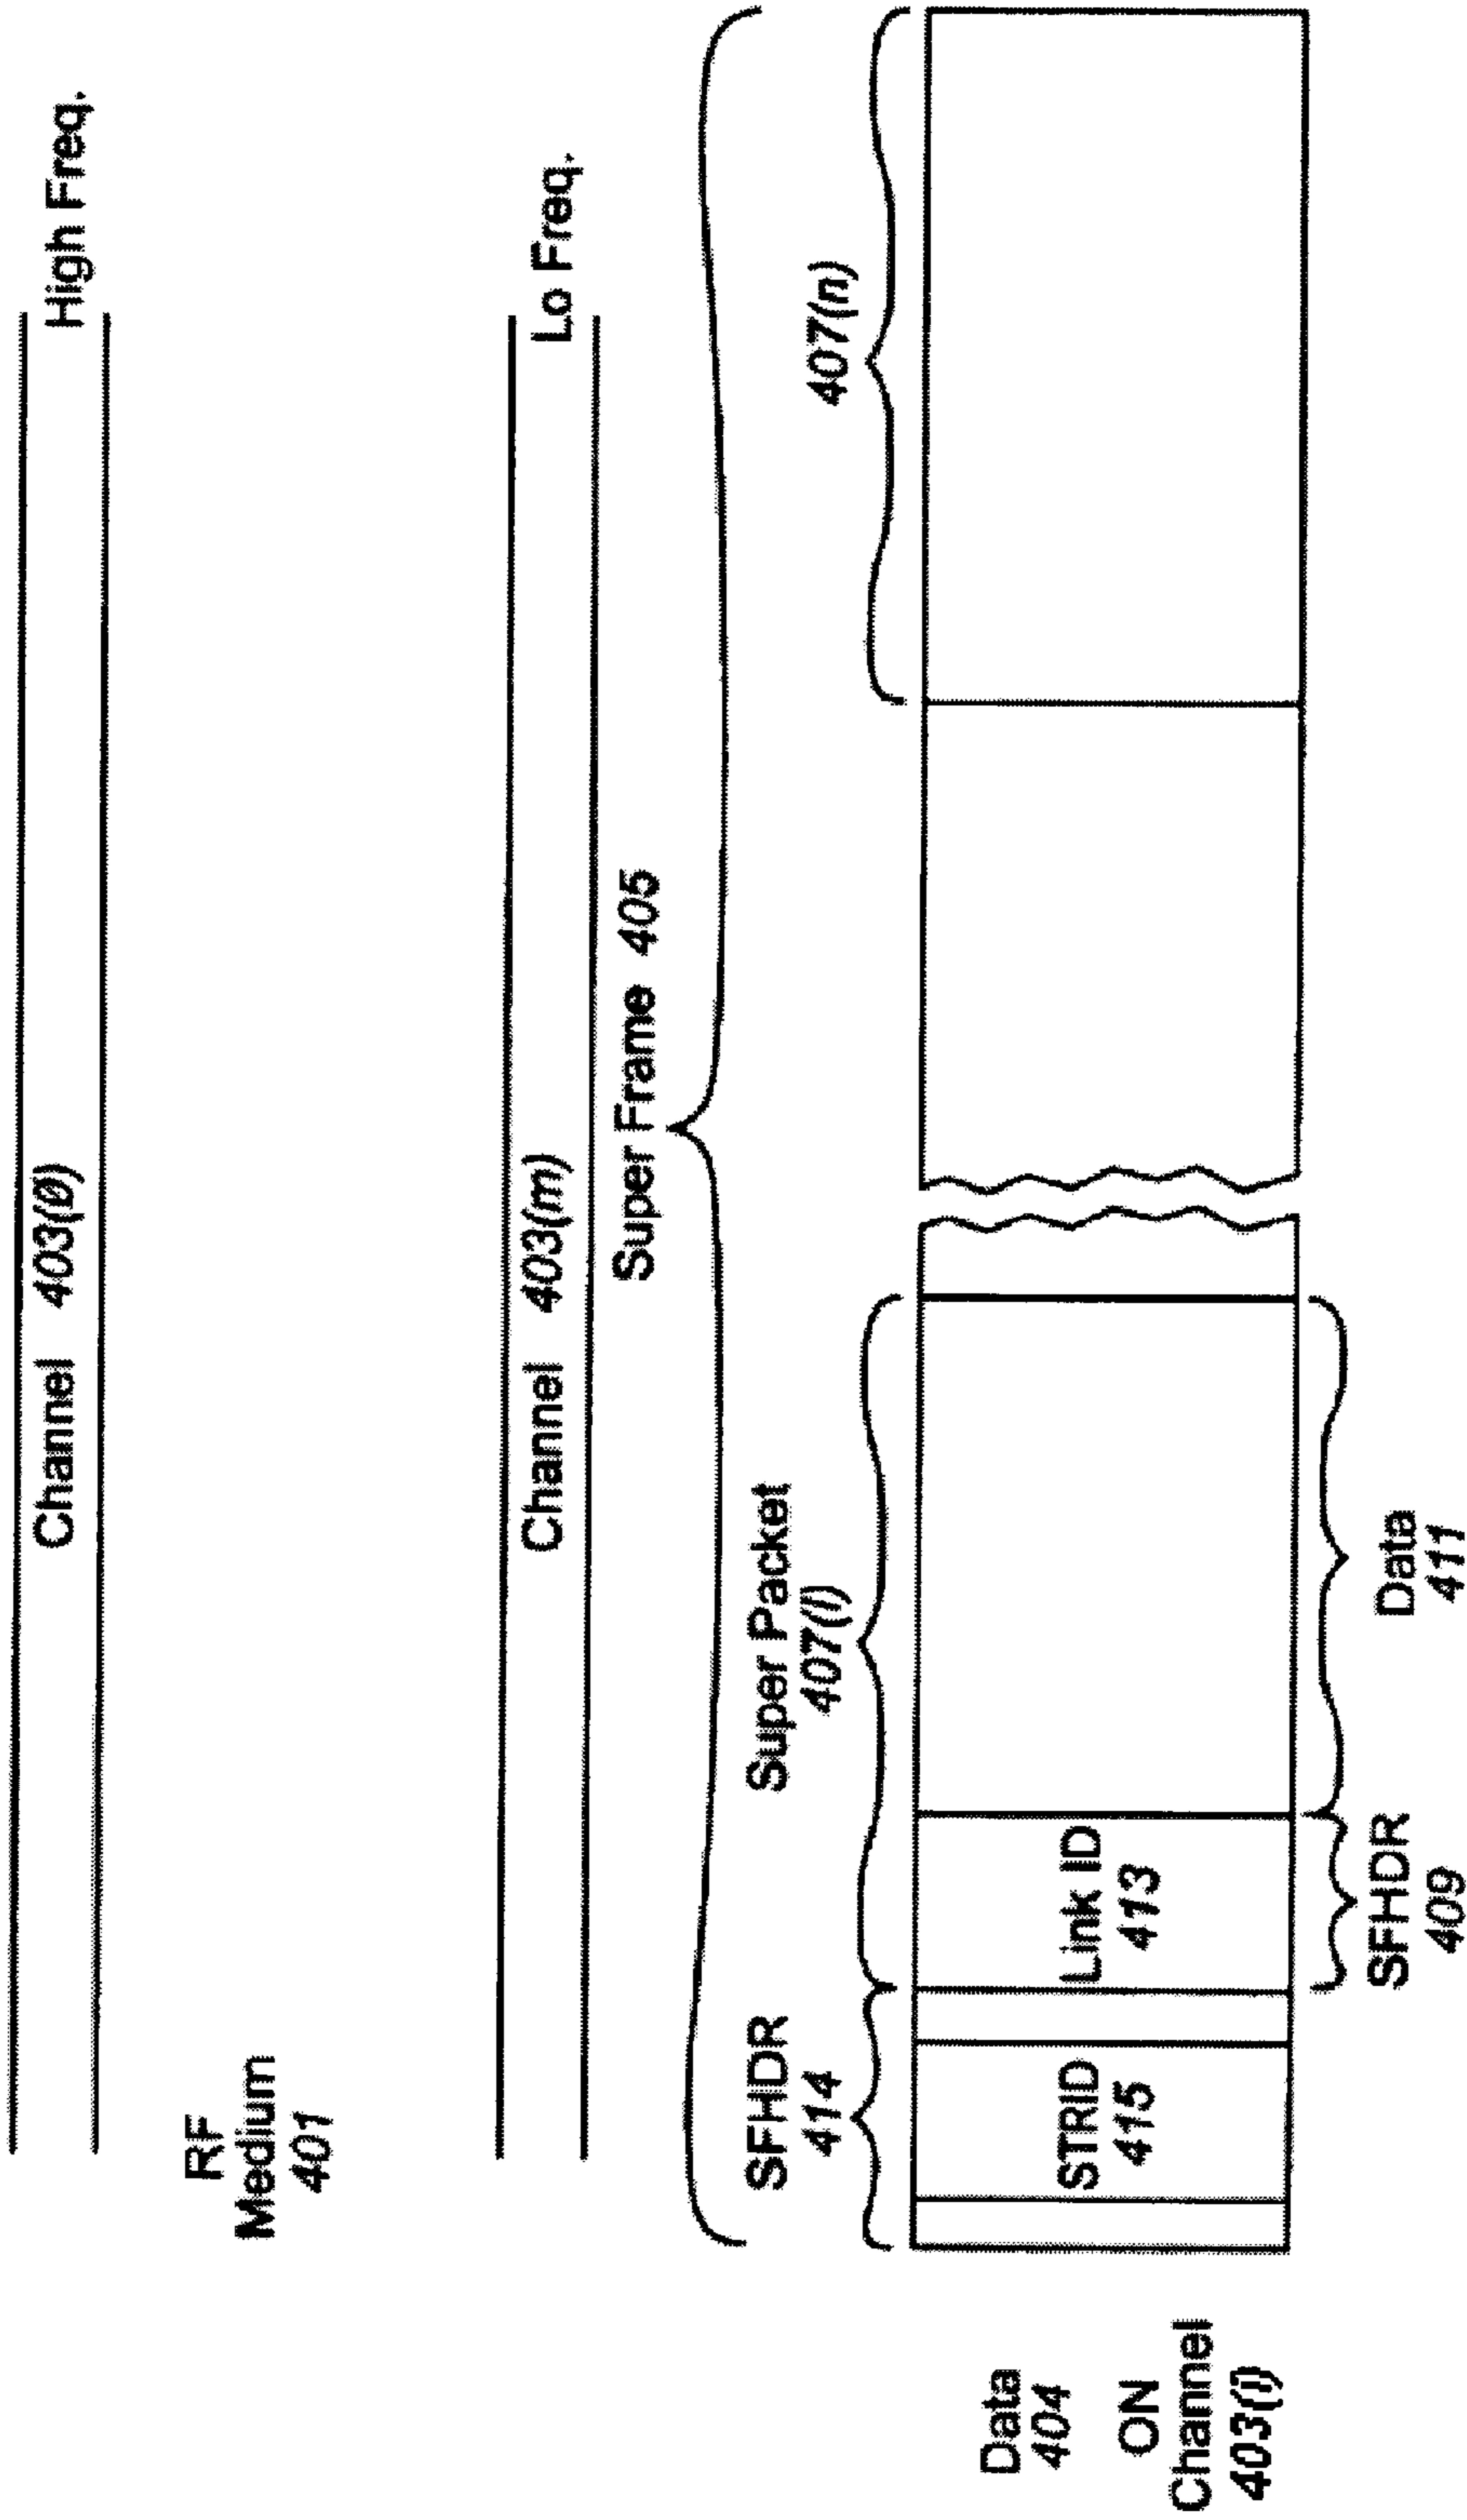 Channel 403(0)
High Freq.
RF
Medium
401
Channel 403(m)
Lo Freq.
Super Frame 405
SFHDR
414
Super Packet
407(i)
407(n)
Data
404
ON
Channel
403(i)
STRID
415
Link ID
413
SFHDR
409
Data
411